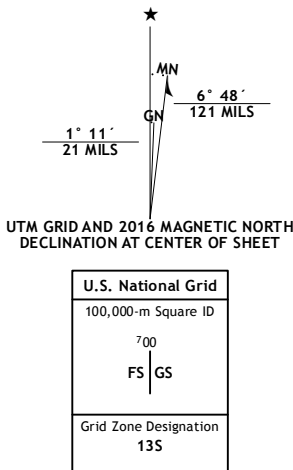 ★
MN
GN
6° 48´
121 MILS
1° 11´
21 MILS
UTM GRID AND 2016 MAGNETIC NORTH
DECLINATION AT CENTER OF SHEET
U.S. National Grid
100,000-m Square ID
⁷00
FS GS
Grid Zone Designation
13S